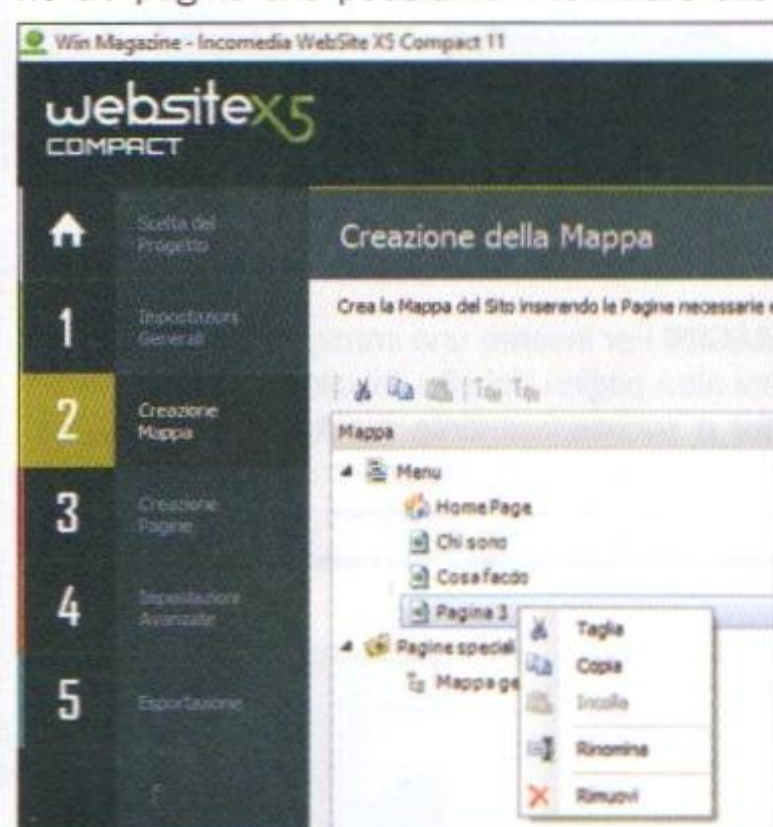 Win Magazine - Incomedia WebSite X5 Compact 11
websitex5
COMPACT
Scelta del
Progetto
Creazione della Mappa
1
Impostazioni
Generali
Crea la Mappa del Sito inserendo le Pagine necessarie
2
Creazione
Mappa
Mappa
Menu
Home Page
3
Creazione
Pagine
Chi sono
Cosa faccio
4
Impostazioni
Avanzate
Pagina 3
Taglia
Pagine special
Copia
Mappa ge
Incolla
5
Esportazione
Rinomina
Rimuovi